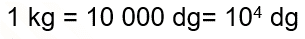 1 kg = 10 000 dg= 10⁴ dg